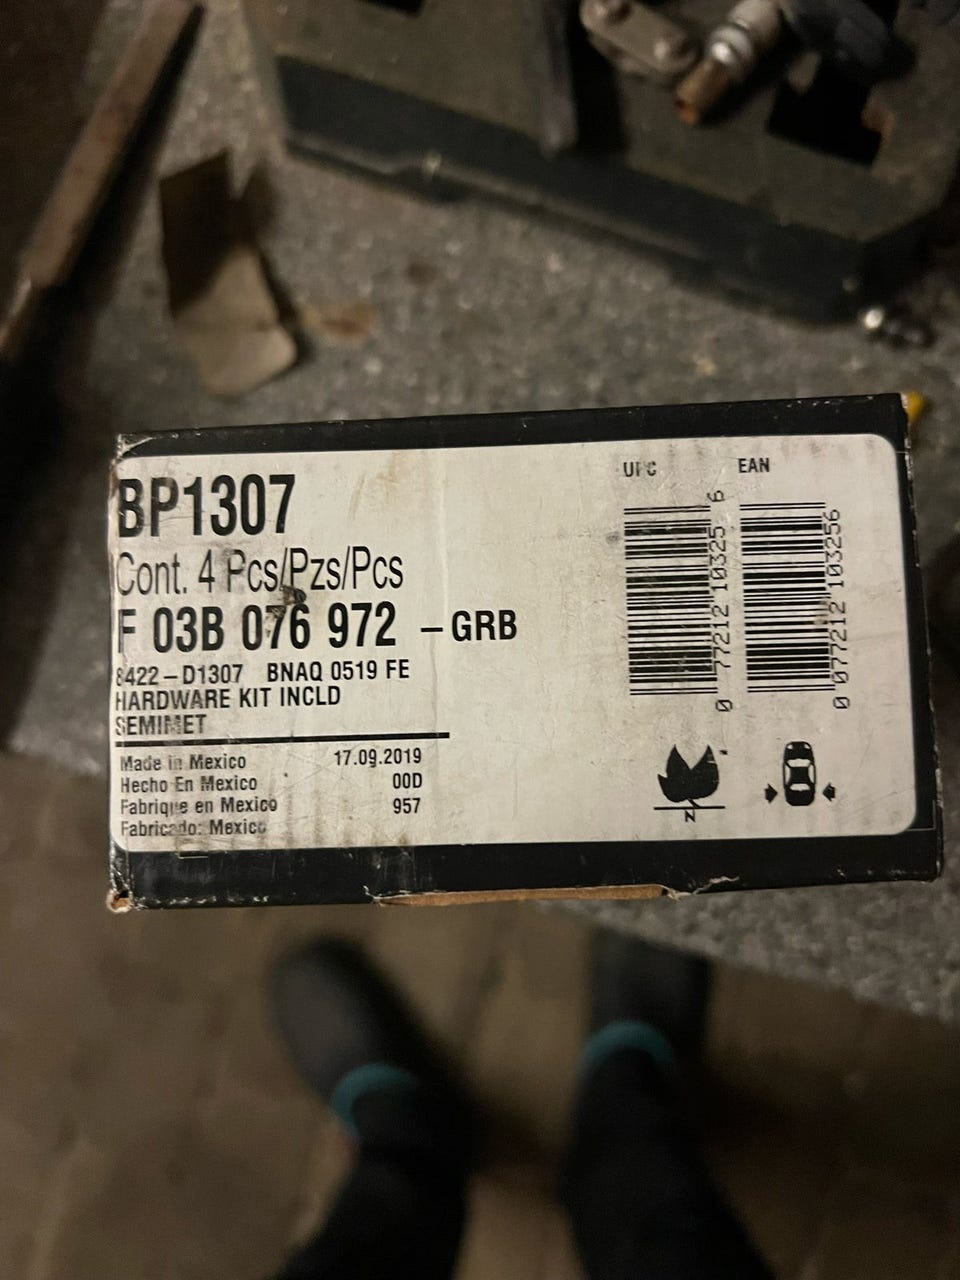 BP1307
Cont. 4 Pcs/Pzs/Pcs
F 03B 076 972 - GRB
8422-D1307 BNAQ 0519 FE
HARDWARE KIT INCLD
SEMIMET
Made in Mexico 17.09.2019
Hecho En Mexico 00D
Fabrique en Mexico 957
Fabricado: Mexico
UPC EAN
0 77212 10325 6
0 077212 103256
N